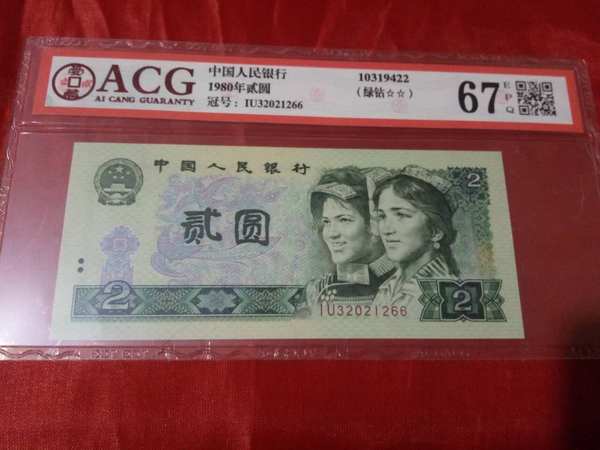 ACG
AI CANG GUARANTY
中国人民银行
1980年贰圆
冠号：IU32021266
10319422
（绿钻☆☆）
67
EPQ
中国人民银行
2
贰圆
2
IU32021266
2